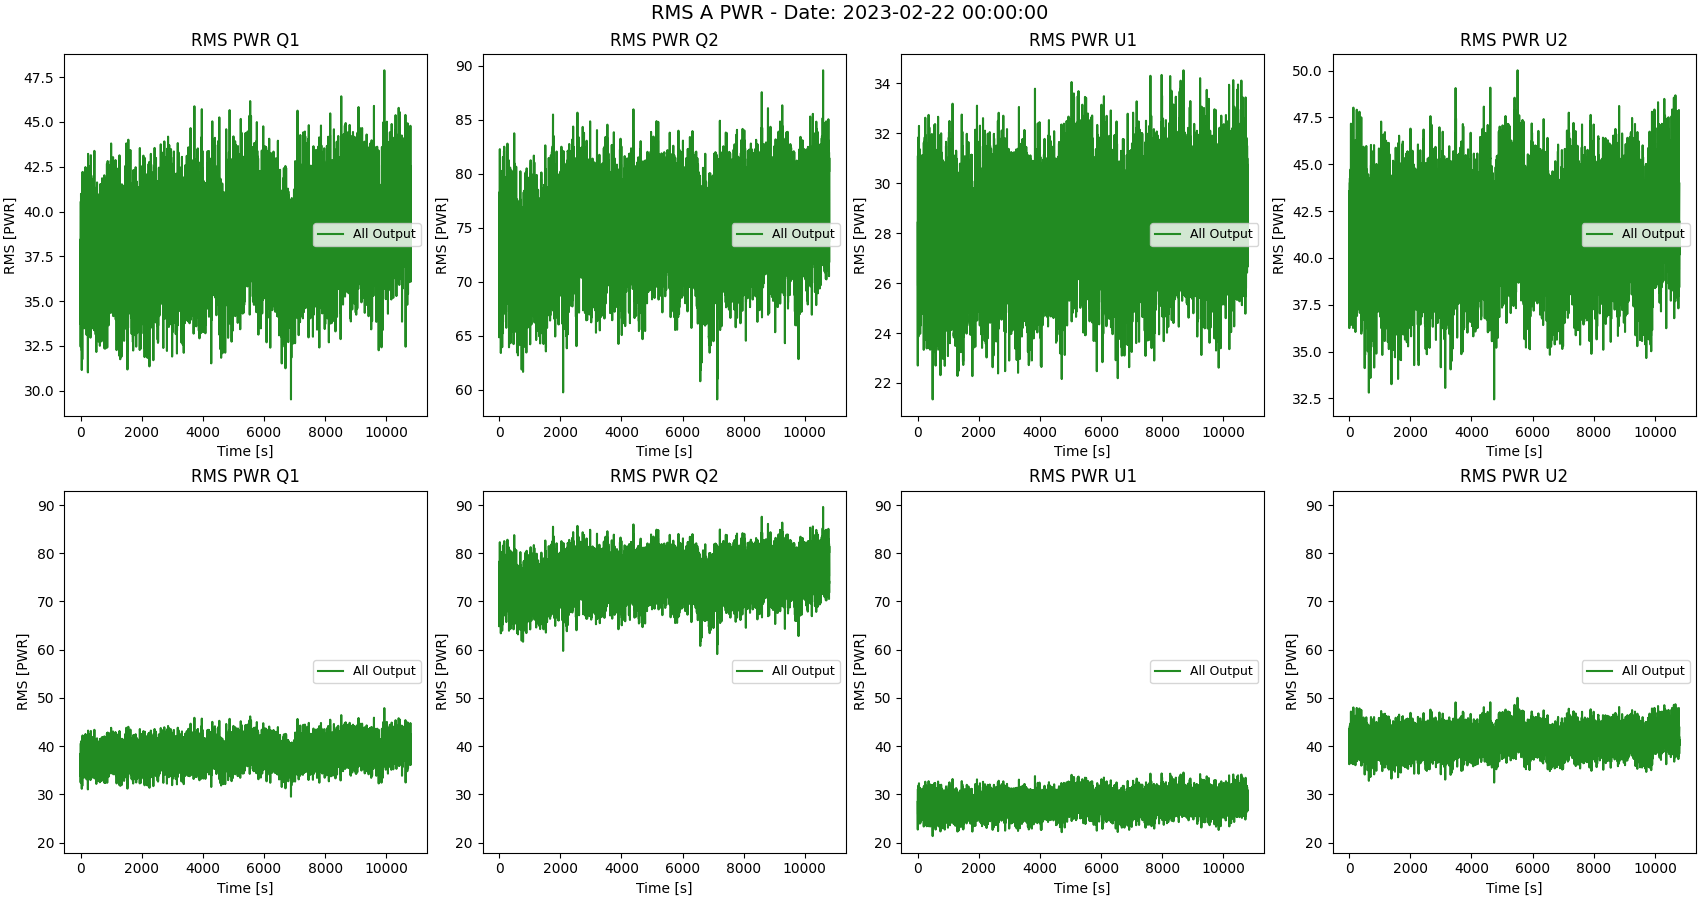 RMS A PWR - Date: 2023-02-22 00:00:00
RMS PWR Q1
RMS [PWR]
47.5
45.0
42.5
40.0
37.5
35.0
32.5
30.0
All Output
0 2000 4000 6000 8000 10000
Time [s]
RMS PWR Q2
RMS [PWR]
90
85
80
75
70
65
60
All Output
0 2000 4000 6000 8000 10000
Time [s]
RMS PWR U1
RMS [PWR]
34
32
30
28
26
24
22
All Output
0 2000 4000 6000 8000 10000
Time [s]
RMS PWR U2
RMS [PWR]
50.0
47.5
45.0
42.5
40.0
37.5
35.0
32.5
All Output
0 2000 4000 6000 8000 10000
Time [s]
RMS PWR Q1
RMS [PWR]
90
80
70
60
50
40
30
20
All Output
0 2000 4000 6000 8000 10000
Time [s]
RMS PWR Q2
RMS [PWR]
90
80
70
60
50
40
30
20
All Output
0 2000 4000 6000 8000 10000
Time [s]
RMS PWR U1
RMS [PWR]
90
80
70
60
50
40
30
20
All Output
0 2000 4000 6000 8000 10000
Time [s]
RMS PWR U2
RMS [PWR]
90
80
70
60
50
40
30
20
All Output
0 2000 4000 6000 8000 10000
Time [s]